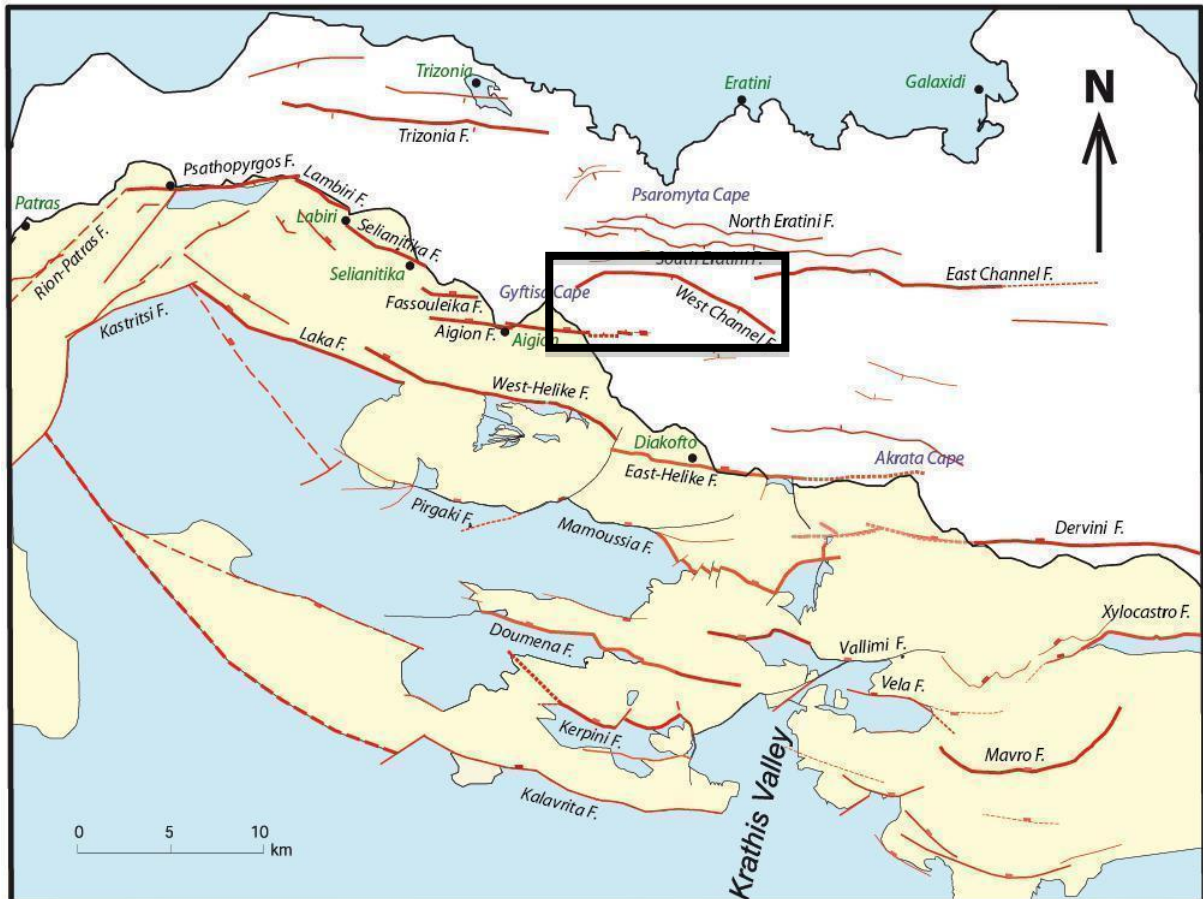 Trizonia
Eratini
Galaxidi
N
Trizonia F.
Psathopyrgos F.
Lambiri F.
Psaromyta Cape
Patras
Labiri
North Eratini F.
Rion-Patras F.
Selianitika F.
South Eratini F.
Selianitika
East Channel F.
Gyftisa Cape
West Channel F.
Fassouleika F.
Kastritsi F.
Aigion F.
Aigion
Laka F.
West-Helike F.
Diakofto
Akrata Cape
East-Helike F.
Pirgaki F.
Mamoussia F.
Dervini F.
Xylocastro F.
Doumena F.
Vallimi F.
Vela F.
Kerpini F.
Mavro F.
Krathis Valley
Kalavrita F.
0 5 10
km